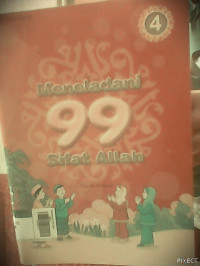 4
Meneladani
99
Sifat Allah
PIXECT